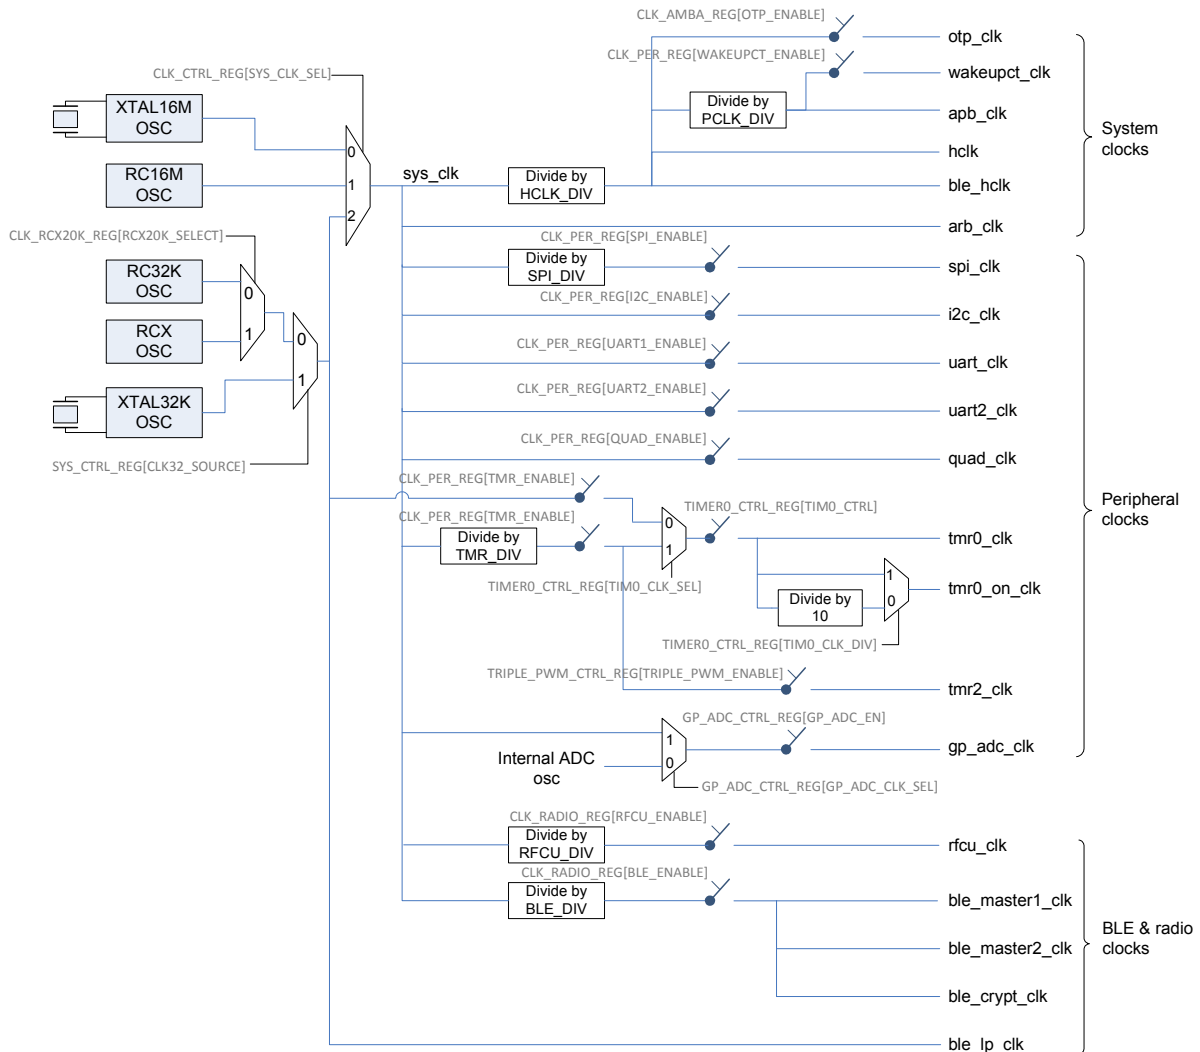 CLK_AMBA_REG[OTP_ENABLE]
otp_clk
CLK_PER_REG[WAKEUPCT_ENABLE]
wakeupct_clk
CLK_CTRL_REG[SYS_CLK_SEL]
XTAL16M
OSC
Divide by
PCLK_DIV
apb_clk
System
clocks
0
hclk
RC16M
OSC
1
sys_clk
Divide by
HCLK_DIV
ble_hclk
2
arb_clk
CLK_RCX20K_REG[RCX20K_SELECT]
CLK_PER_REG[SPI_ENABLE]
RC32K
OSC
Divide by
SPI_DIV
spi_clk
0
CLK_PER_REG[I2C_ENABLE]
i2c_clk
RCX
OSC
1
0
CLK_PER_REG[UART1_ENABLE]
uart_clk
1
XTAL32K
OSC
CLK_PER_REG[UART2_ENABLE]
uart2_clk
CLK_PER_REG[QUAD_ENABLE]
quad_clk
SYS_CTRL_REG[CLK32_SOURCE]
CLK_PER_REG[TMR_ENABLE]
TIMER0_CTRL_REG[TIM0_CTRL]
Peripheral
clocks
CLK_PER_REG[TMR_ENABLE]
0
Divide by
TMR_DIV
1
tmr0_clk
TIMER0_CTRL_REG[TIM0_CLK_SEL]
1
tmr0_on_clk
Divide by
10
0
TIMER0_CTRL_REG[TIM0_CLK_DIV]
TRIPLE_PWM_CTRL_REG[TRIPLE_PWM_ENABLE]
tmr2_clk
GP_ADC_CTRL_REG[GP_ADC_EN]
1
gp_adc_clk
Internal ADC
osc
0
GP_ADC_CTRL_REG[GP_ADC_CLK_SEL]
CLK_RADIO_REG[RFCU_ENABLE]
Divide by
RFCU_DIV
rfcu_clk
CLK_RADIO_REG[BLE_ENABLE]
Divide by
BLE_DIV
ble_master1_clk
BLE & radio
clocks
ble_master2_clk
ble_crypt_clk
ble_lp_clk